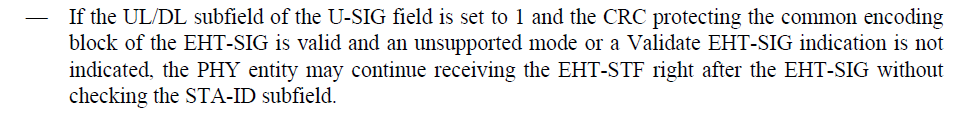 — If the UL/DL subfield of the U-SIG field is set to 1 and the CRC protecting the common encoding
block of the EHT-SIG is valid and an unsupported mode or a Validate EHT-SIG indication is not
indicated, the PHY entity may continue receiving the EHT-STF right after the EHT-SIG without
checking the STA-ID subfield.